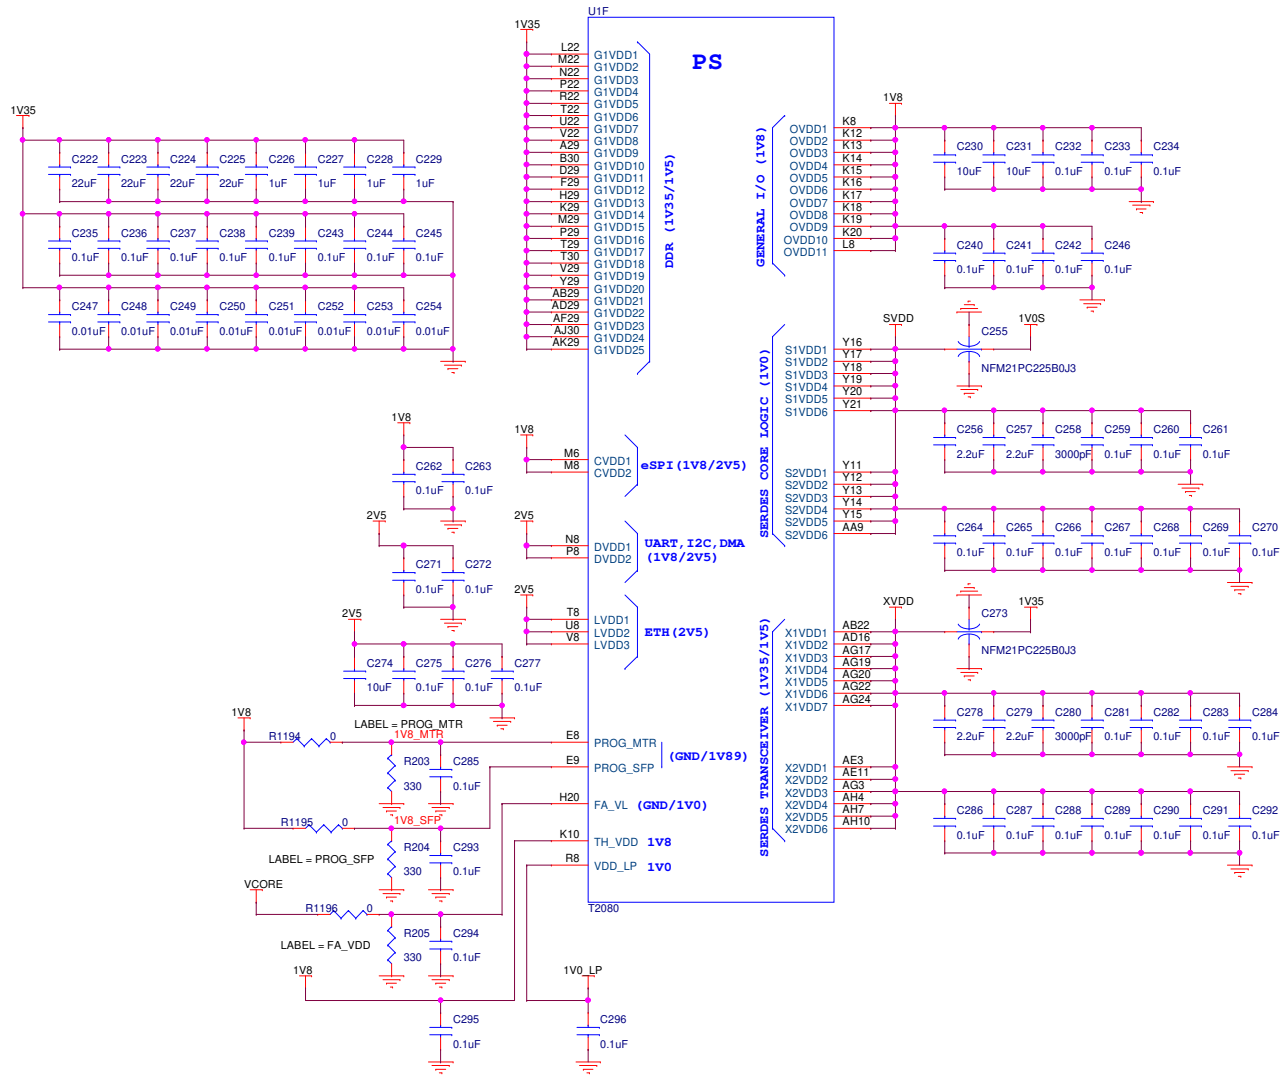 U1F
PS
1V35
L22 G1VDD1
M22 G1VDD2
N22 G1VDD3
P22 G1VDD4
R22 G1VDD5
T22 G1VDD6
U22 G1VDD7
V22 G1VDD8
A29 G1VDD9
B30 G1VDD10
D29 G1VDD11
F29 G1VDD12
H29 G1VDD13
K29 G1VDD14
M29 G1VDD15
P29 G1VDD16
T29 G1VDD17
T30 G1VDD18
V29 G1VDD19
Y29 G1VDD20
AB29 G1VDD21
AD29 G1VDD22
AF29 G1VDD23
AJ30 G1VDD24
AK29 G1VDD25
DDR (1V35/1V5)
1V35
C222 C223 C224 C225 C226 C227 C228 C229
22uF 22uF 22uF 22uF 1uF 1uF 1uF 1uF
C235 C236 C237 C238 C239 C243 C244 C245
0.1uF 0.1uF 0.1uF 0.1uF 0.1uF 0.1uF 0.1uF 0.1uF
C247 C248 C249 C250 C251 C252 C253 C254
0.01uF 0.01uF 0.01uF 0.01uF 0.01uF 0.01uF 0.01uF 0.01uF
1V8
C262 C263
0.1uF 0.1uF
1V8
M6 CVDD1
M8 CVDD2
eSPI(1V8/2V5)
2V5
C271 C272
0.1uF 0.1uF
2V5
N8 DVDD1
P8 DVDD2
UART,I2C,DMA
(1V8/2V5)
2V5
C274 C275 C276 C277
10uF 0.1uF 0.1uF 0.1uF
2V5
T8 LVDD1
U8 LVDD2
V8 LVDD3
ETH(2V5)
1V8
LABEL = PROG_MTR
R1194 0
1V8_MTR
E8 PROG_MTR
R203 C285
330 0.1uF
E9 PROG_SFP
(GND/1V89)
H20 FA_VL (GND/1V0)
R1195 0
1V8_SFP
K10 TH_VDD 1V8
LABEL = PROG_SFP
R204 C293
330 0.1uF
R8 VDD_LP 1V0
VCORE
R1196 0
LABEL = FA_VDD
R205 C294
330 0.1uF
1V8
C295
0.1uF
1V0_LP
C296
0.1uF
T2080
1V8
GENERAL I/O (1V8)
OVDD1 K8
OVDD2 K12
OVDD3 K13
OVDD4 K14
OVDD5 K15
OVDD6 K16
OVDD7 K17
OVDD8 K18
OVDD9 K19
OVDD10 K20
OVDD11 L8
C230 C231 C232 C233 C234
10uF 10uF 0.1uF 0.1uF 0.1uF
C240 C241 C242 C246
0.1uF 0.1uF 0.1uF 0.1uF
SVDD
C255
1V0S
NFM21PC225B0J3
SERDES CORE LOGIC (1V0)
S1VDD1 Y16
S1VDD2 Y17
S1VDD3 Y18
S1VDD4 Y19
S1VDD5 Y20
S1VDD6 Y21
C256 C257 C258 C259 C260 C261
2.2uF 2.2uF 3000pF 0.1uF 0.1uF 0.1uF
S2VDD1 Y11
S2VDD2 Y12
S2VDD3 Y13
S2VDD4 Y14
S2VDD5 Y15
S2VDD6 AA9
C264 C265 C266 C267 C268 C269 C270
0.1uF 0.1uF 0.1uF 0.1uF 0.1uF 0.1uF 0.1uF
XVDD
C273
1V35
NFM21PC225B0J3
SERDES TRANSCEIVER (1V35/1V5)
X1VDD1 AB22
X1VDD2 AD16
X1VDD3 AG17
X1VDD4 AG19
X1VDD5 AG20
X1VDD6 AG22
X1VDD7 AG24
C278 C279 C280 C281 C282 C283 C284
2.2uF 2.2uF 3000pF 0.1uF 0.1uF 0.1uF 0.1uF
X2VDD1 AE3
X2VDD2 AE11
X2VDD3 AG3
X2VDD4 AH4
X2VDD5 AH7
X2VDD6 AH10
C286 C287 C288 C289 C290 C291 C292
0.1uF 0.1uF 0.1uF 0.1uF 0.1uF 0.1uF 0.1uF